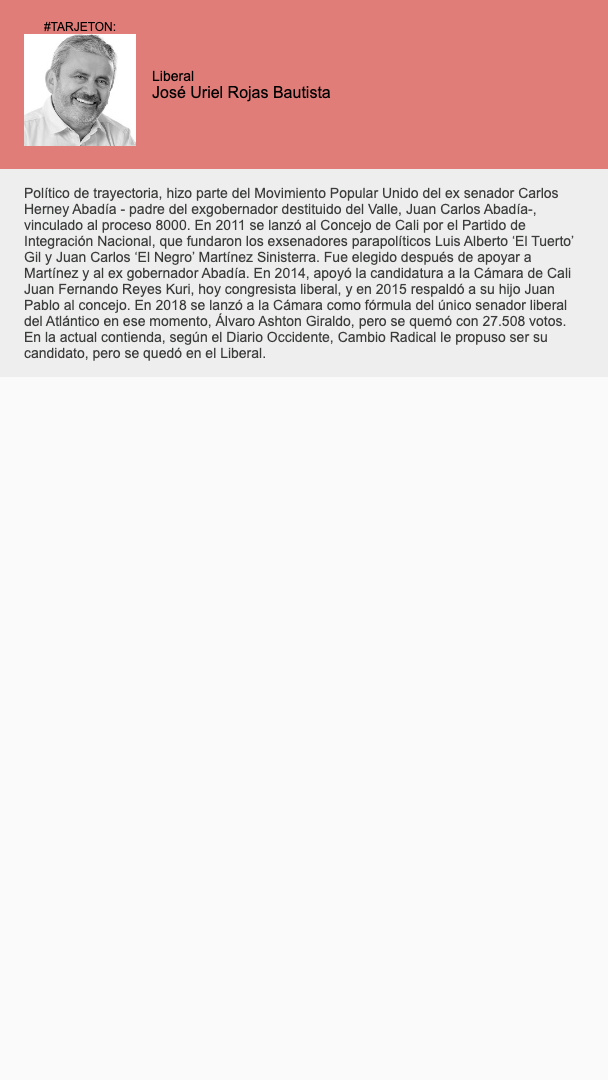 #TARJETON:
Liberal
José Uriel Rojas Bautista
Político de trayectoria, hizo parte del Movimiento Popular Unido del ex senador Carlos
Herney Abadía - padre del exgobernador destituido del Valle, Juan Carlos Abadía-,
vinculado al proceso 8000. En 2011 se lanzó al Concejo de Cali por el Partido de
Integración Nacional, que fundaron los exsenadores parapolíticos Luis Alberto ‘El Tuerto’
Gil y Juan Carlos ‘El Negro’ Martínez Sinisterra. Fue elegido después de apoyar a
Martínez y al ex gobernador Abadía. En 2014, apoyó la candidatura a la Cámara de Cali
Juan Fernando Reyes Kuri, hoy congresista liberal, y en 2015 respaldó a su hijo Juan
Pablo al concejo. En 2018 se lanzó a la Cámara como fórmula del único senador liberal
del Atlántico en ese momento, Álvaro Ashton Giraldo, pero se quemó con 27.508 votos.
En la actual contienda, según el Diario Occidente, Cambio Radical le propuso ser su
candidato, pero se quedó en el Liberal.